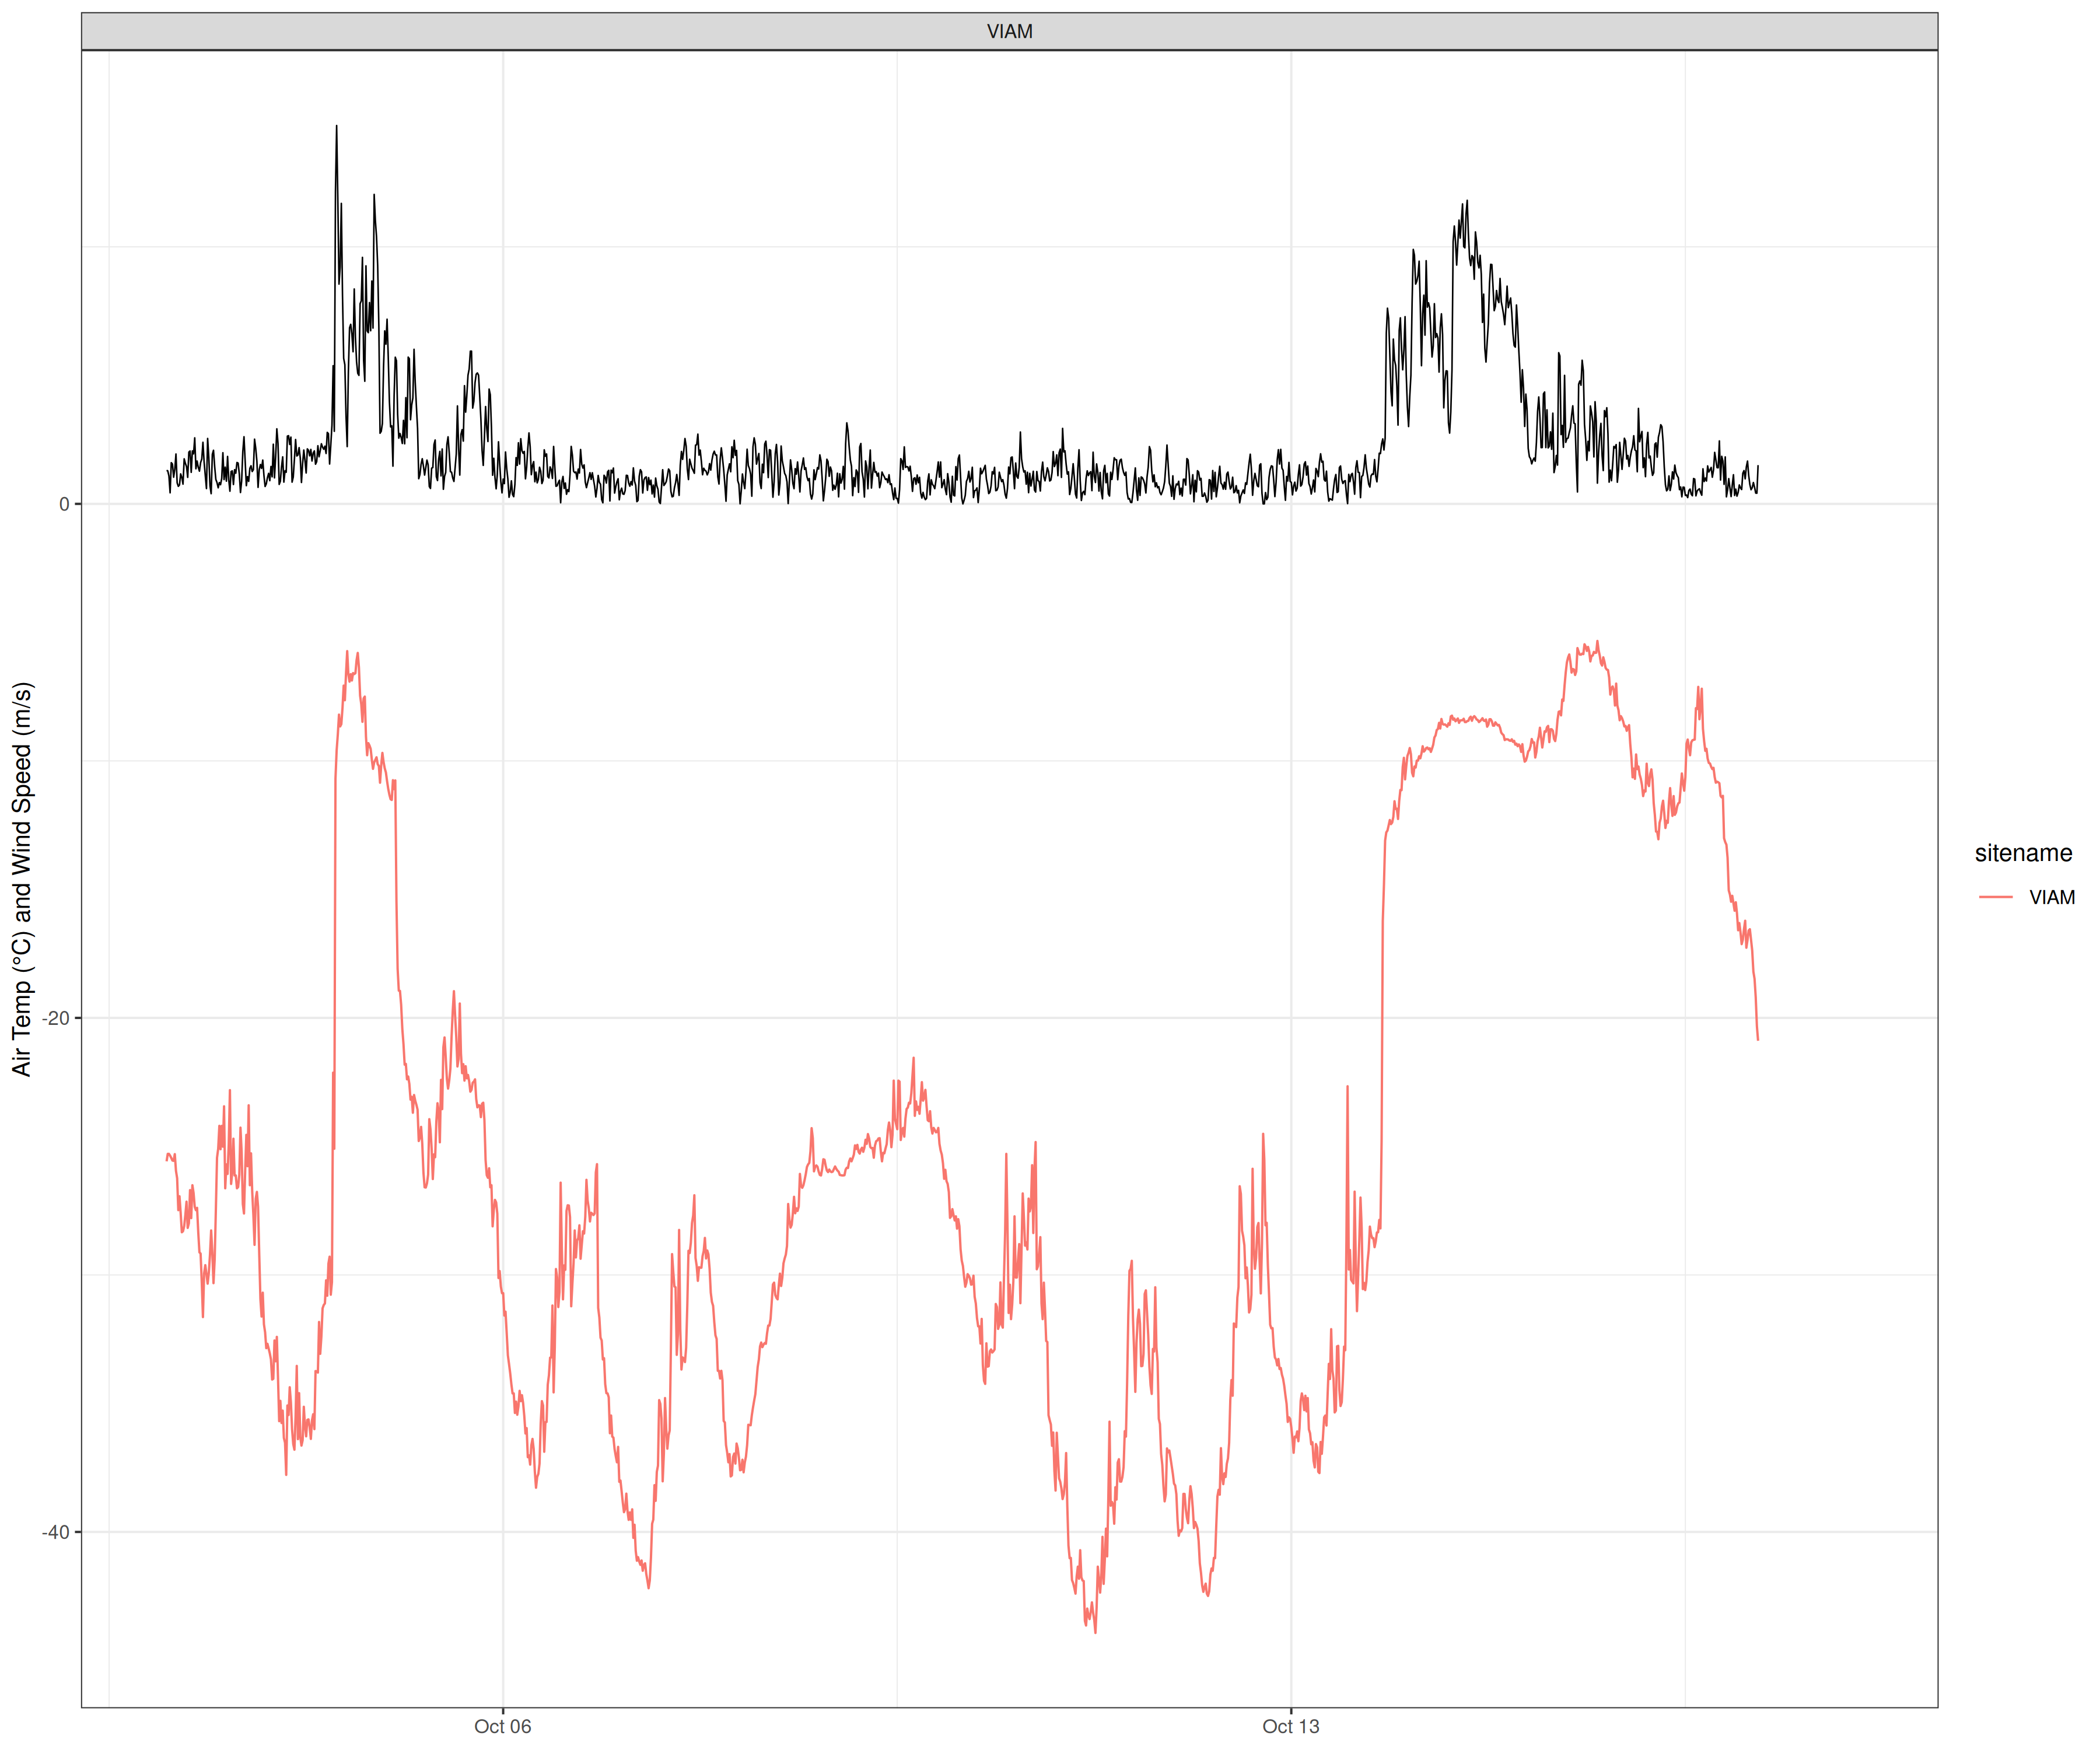 VIAM
Air Temp (°C) and Wind Speed (m/s)
0
-20
-40
Oct 06
Oct 13
sitename
VIAM